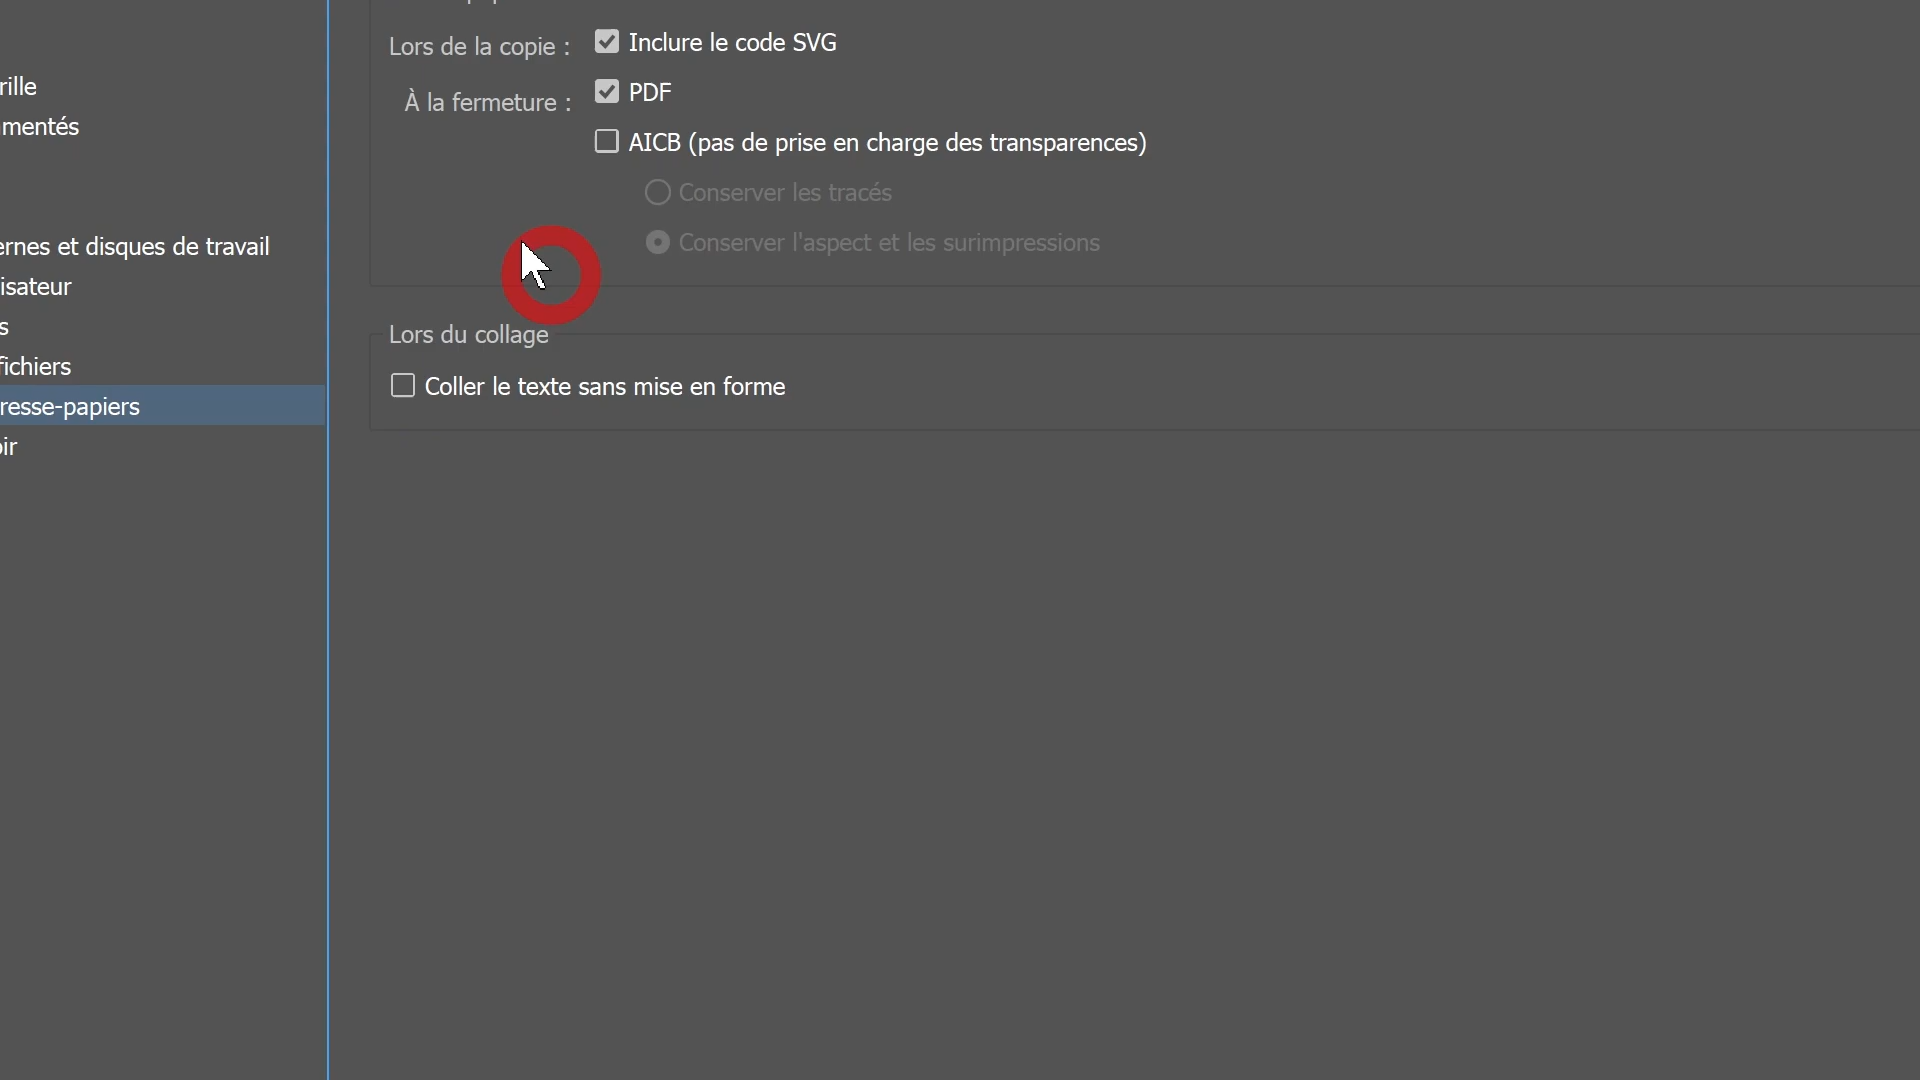 Lors de la copie :
Inclure le code SVG
À la fermeture :
PDF
AICB (pas de prise en charge des transparences)
Conserver les tracés
Conserver l'aspect et les surimpressions
Lors du collage
Coller le texte sans mise en forme
rille
mentés
ernes et disques de travail
isateur
s
fichiers
resse-papiers
ir